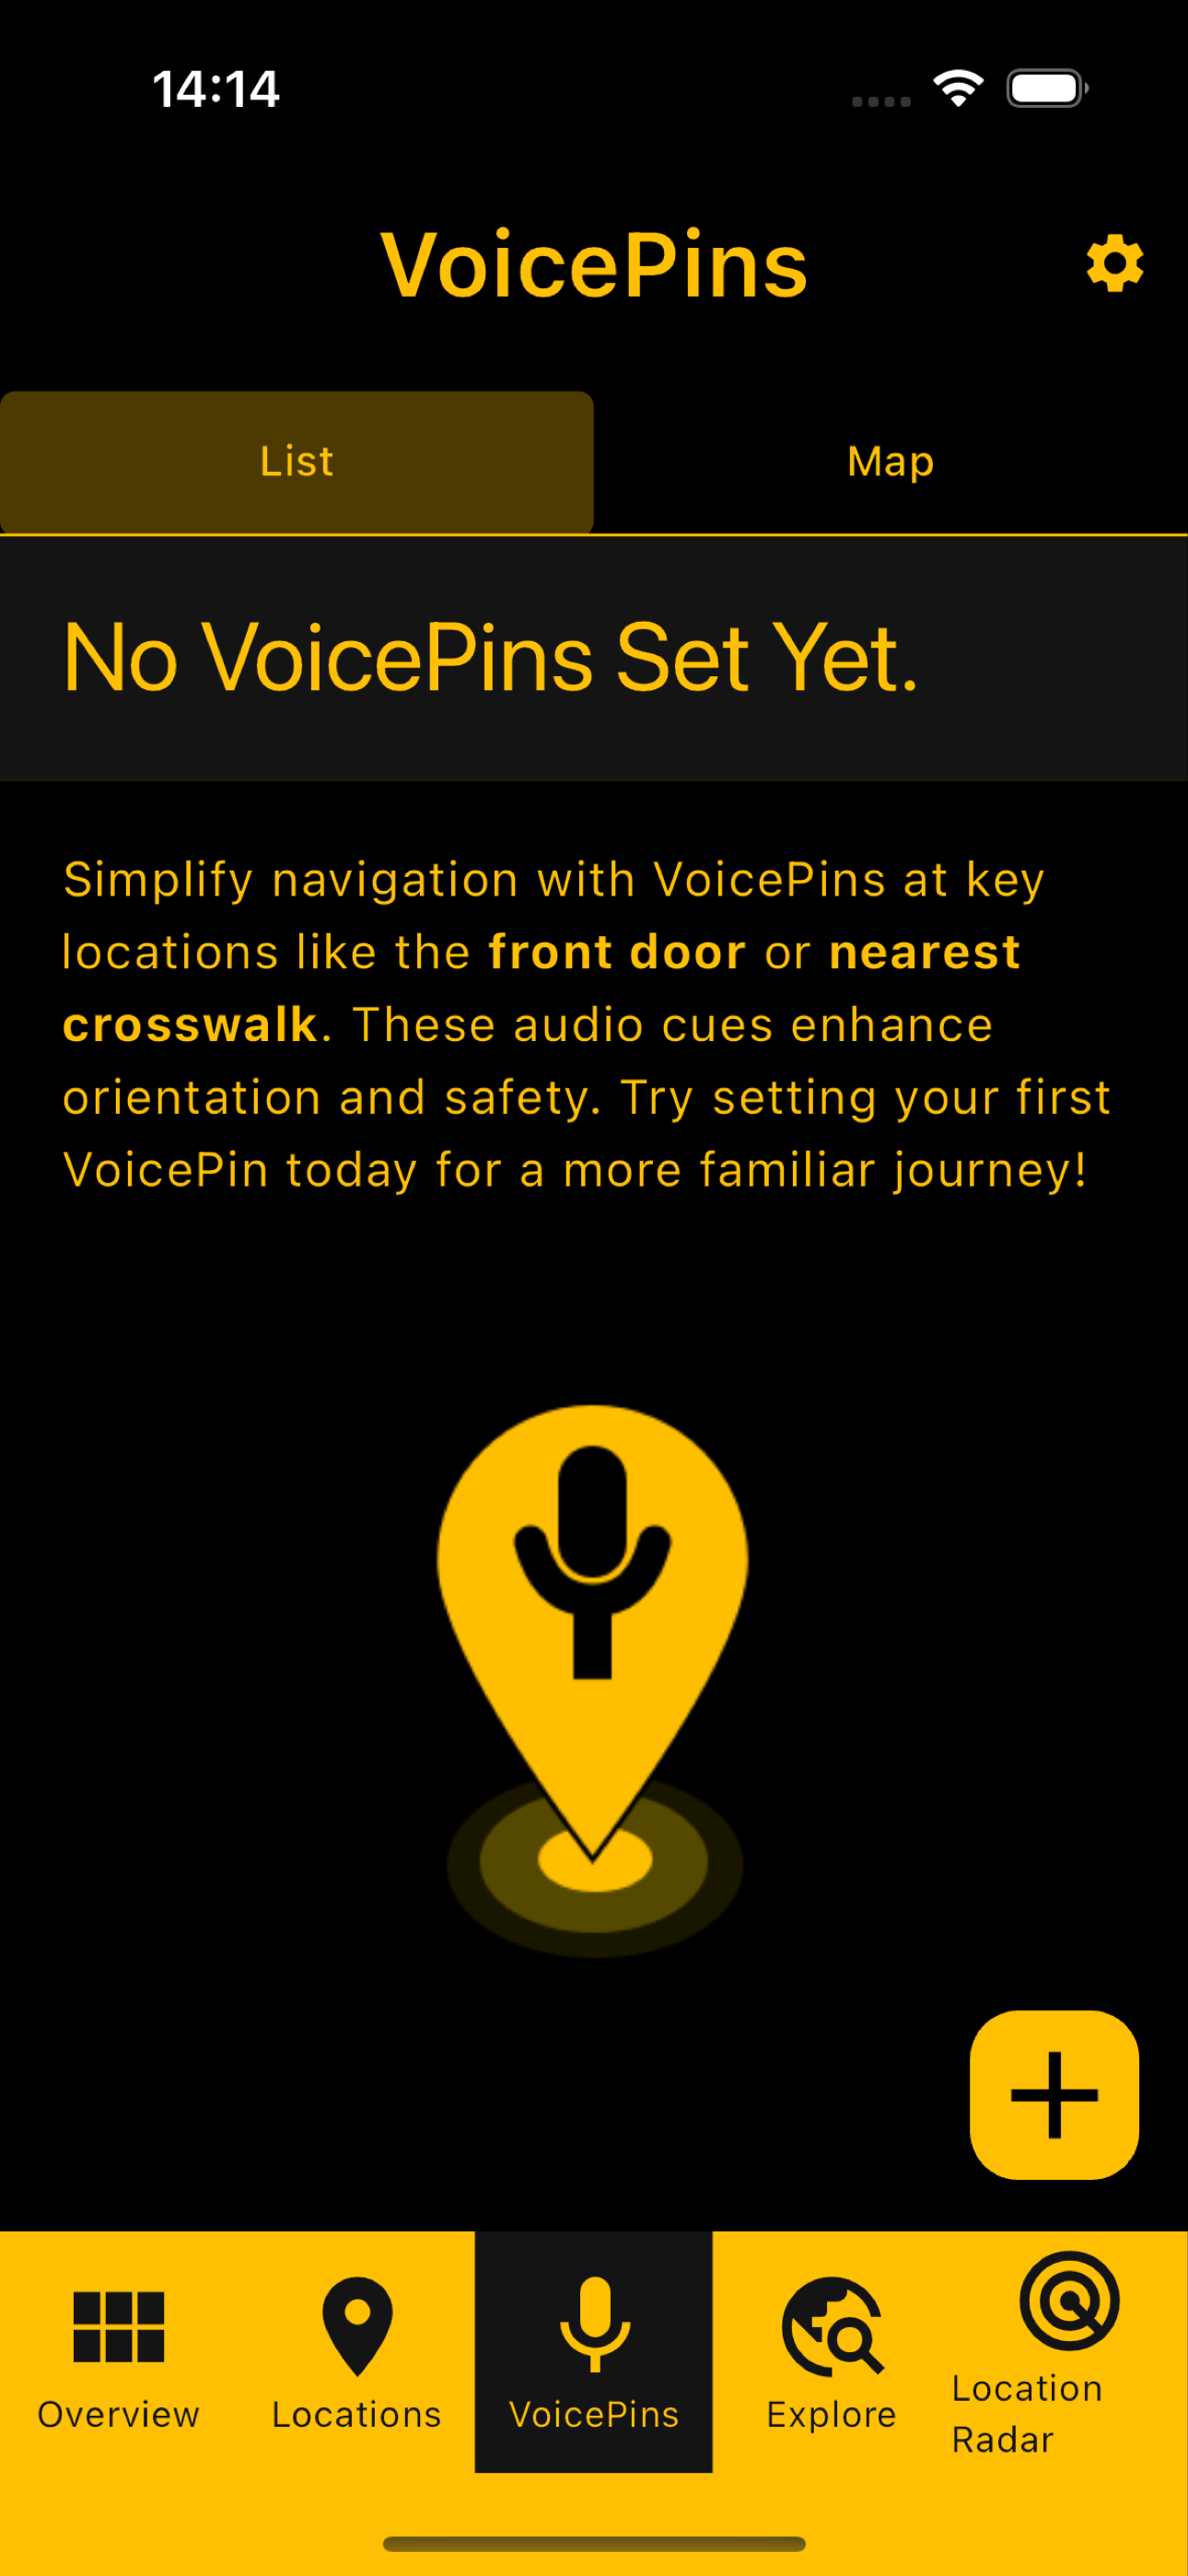 14:14
VoicePins
List
Map
No VoicePins Set Yet.
Simplify navigation with VoicePins at key
locations like the front door or nearest
crosswalk. These audio cues enhance
orientation and safety. Try setting your first
VoicePin today for a more familiar journey!
Overview
Locations
VoicePins
Explore
Location
Radar